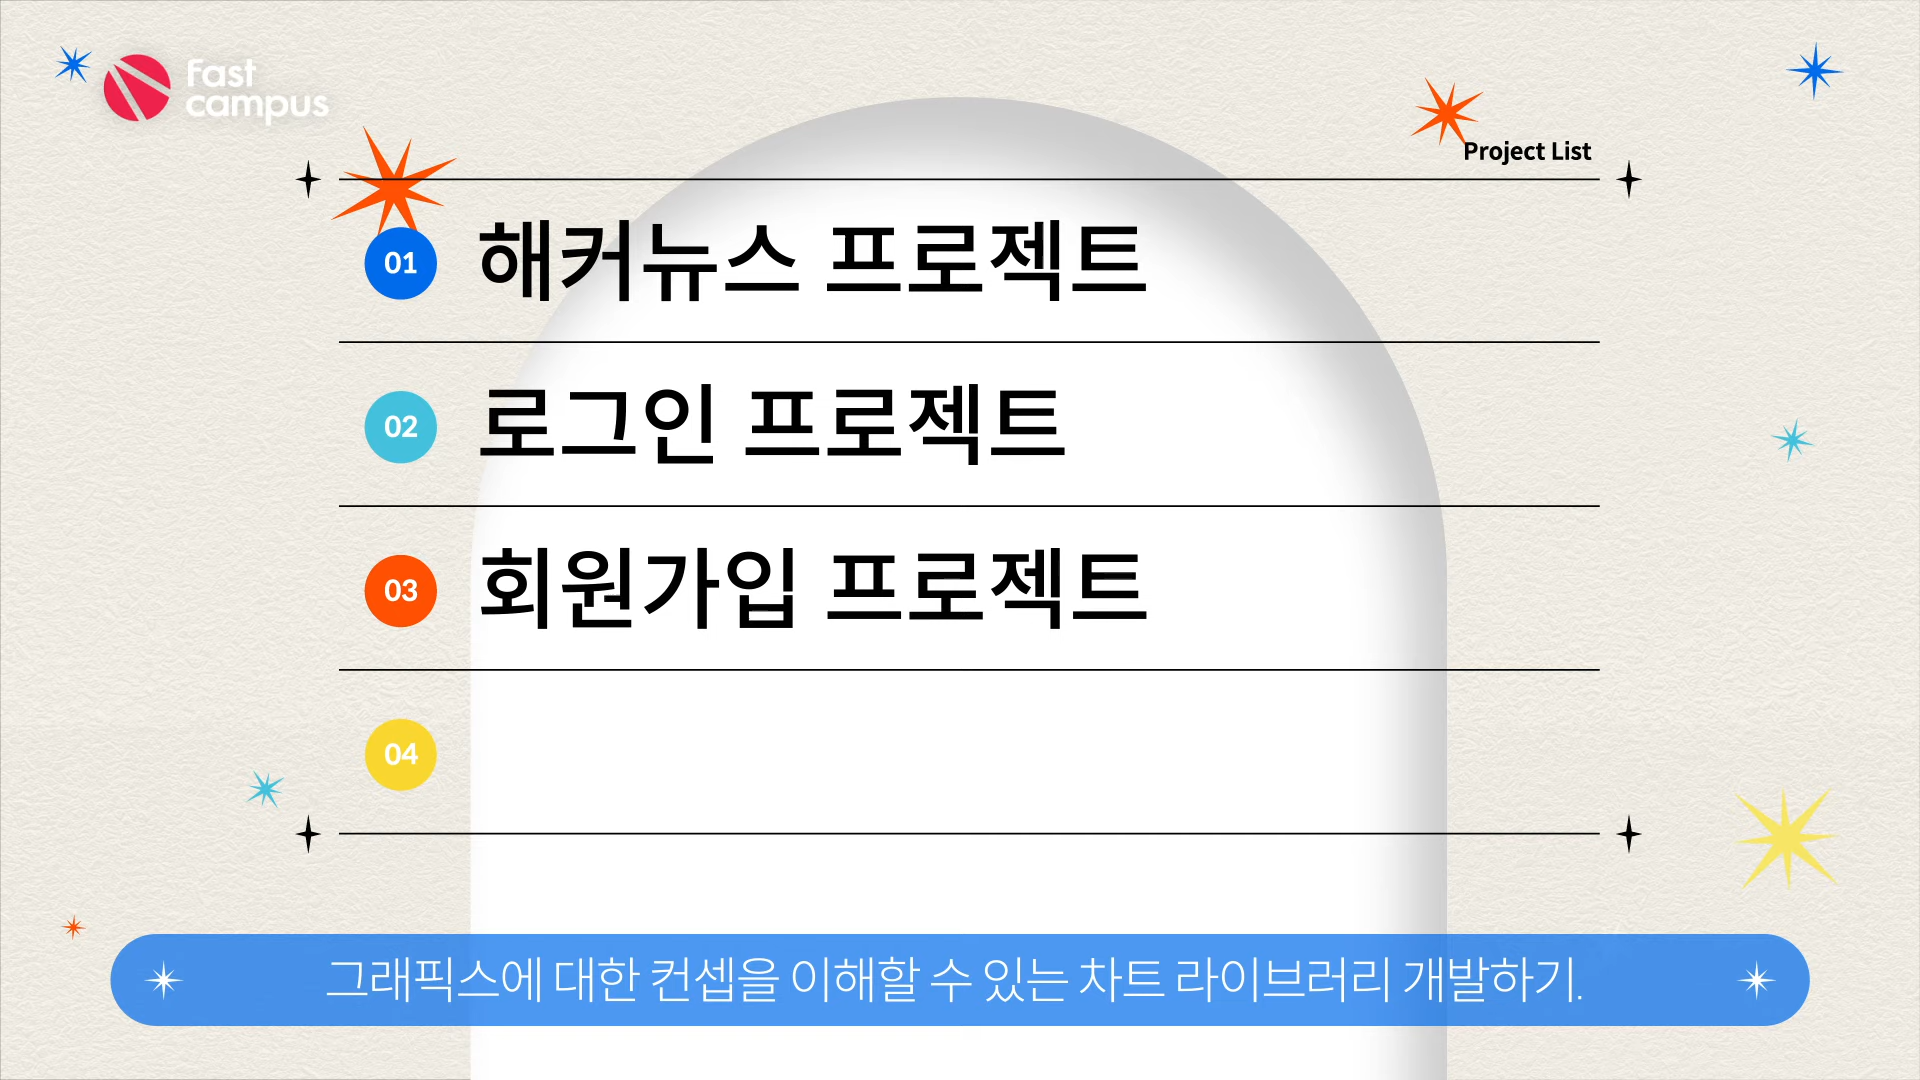 fast
campus
Project List
01 해커뉴스 프로젝트
02 로그인 프로젝트
03 회원가입 프로젝트
04
그래픽스에 대한 컨셉을 이해할 수 있는 차트 라이브러리 개발하기.